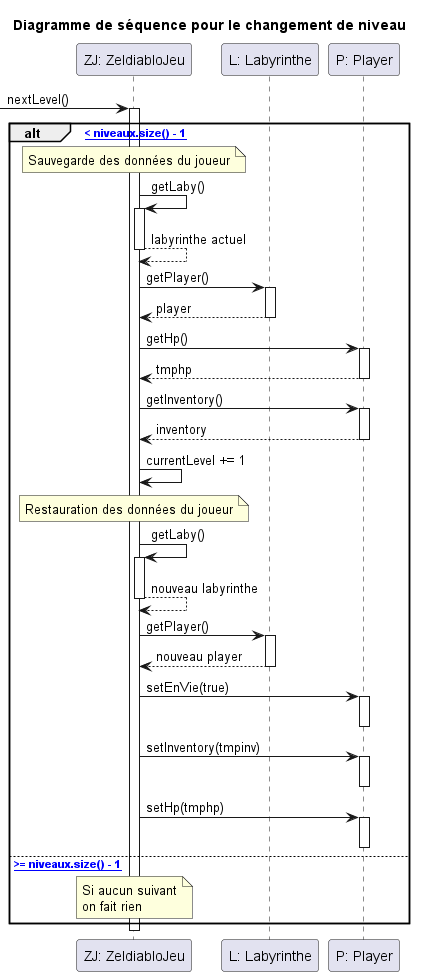 Diagramme de séquence pour le changement de niveau
ZJ: ZeldiabloJeu
L: Labyrinthe
P: Player
nextLevel()
alt
< niveaux.size() - 1
Sauvegarde des données du joueur
getLaby()
labyrinthe actuel
getPlayer()
player
getHp()
tmphp
getInventory()
inventory
currentLevel += 1
Restauration des données du joueur
getLaby()
nouveau labyrinthe
getPlayer()
nouveau player
setEnVie(true)
setInventory(tmpinv)
setHp(tmphp)
>= niveaux.size() - 1
Si aucun suivant
on fait rien
ZJ: ZeldiabloJeu
L: Labyrinthe
P: Player